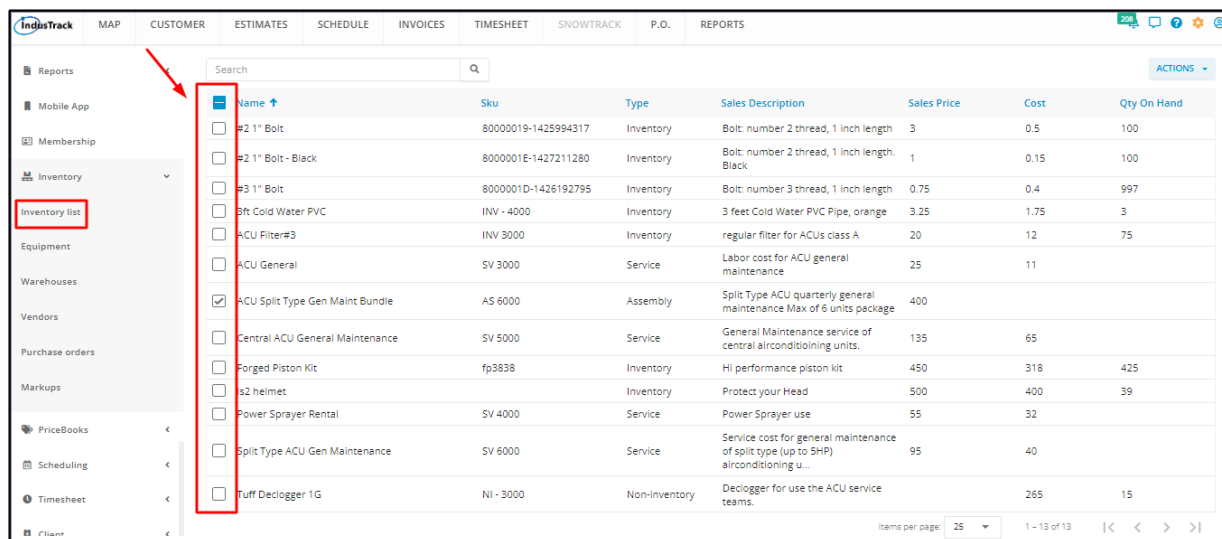 IndusTrack MAP CUSTOMER ESTIMATES SCHEDULE INVOICES TIMESHEET SNOWTRACK P.O. REPORTS 208
Reports
Mobile App
Membership
Inventory
Inventory list
Equipment
Warehouses
Vendors
Purchase orders
Markups
PriceBooks
Scheduling
Timesheet
Client
Search ACTIONS
Name Sku Type Sales Description Sales Price Cost Qty On Hand
#2 1" Bolt 80000019-1425994317 Inventory Bolt: number 2 thread, 1 inch length 3 0.5 100
#2 1" Bolt - Black 8000001E-1427211280 Inventory Bolt: number 2 thread, 1 inch length. 1 0.15 100
Black
#3 1" Bolt 8000001D-1426192795 Inventory Bolt: number 3 thread, 1 inch length 0.75 0.4 997
3ft Cold Water PVC INV - 4000 Inventory 3 feet Cold Water PVC Pipe, orange 3.25 1.75 3
ACU Filter#3 INV 3000 Inventory regular filter for ACUs class A 20 12 75
ACU General SV 3000 Service Labor cost for ACU general 25 11
maintenance
ACU Split Type Gen Maint Bundle AS 6000 Assembly Split Type ACU quarterly general 400
maintenance Max of 6 units package
Central ACU General Maintenance SV 5000 Service General Maintenance service of 135 65
central airconditioining units.
Forged Piston Kit fp3838 Inventory Hi performance piston kit 450 318 425
ls2 helmet Inventory Protect your Head 500 400 39
Power Sprayer Rental SV 4000 Service Power Sprayer use 55 32
Split Type ACU Gen Maintenance SV 6000 Service Service cost for general maintenance 95 40
of split type (up to 5HP)
airconditioning u...
Tuff Declogger 1G NI - 3000 Non-inventory Declogger for use the ACU service 265 15
teams.
Items per page: 25 1 – 13 of 13